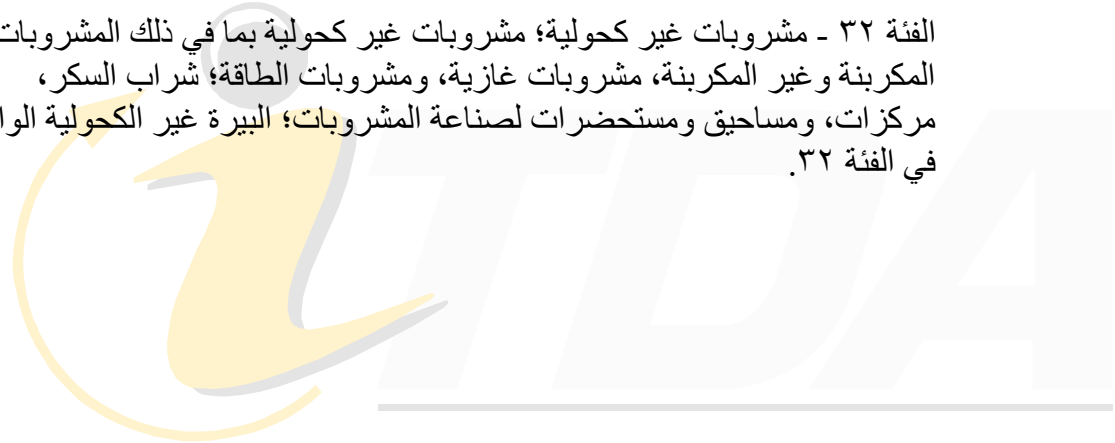 الفئة ٣٢ - مشروبات غير كحولية؛ مشروبات غير كحولية بما في ذلك المشروبات
المكربنة وغير المكربنة، مشروبات غازية، ومشروبات الطاقة؛ شراب السكر،
مركزات، ومساحيق ومستحضرات لصناعة المشروبات؛ البيرة غير الكحولية
في الفئة ٣٢.
iTDA